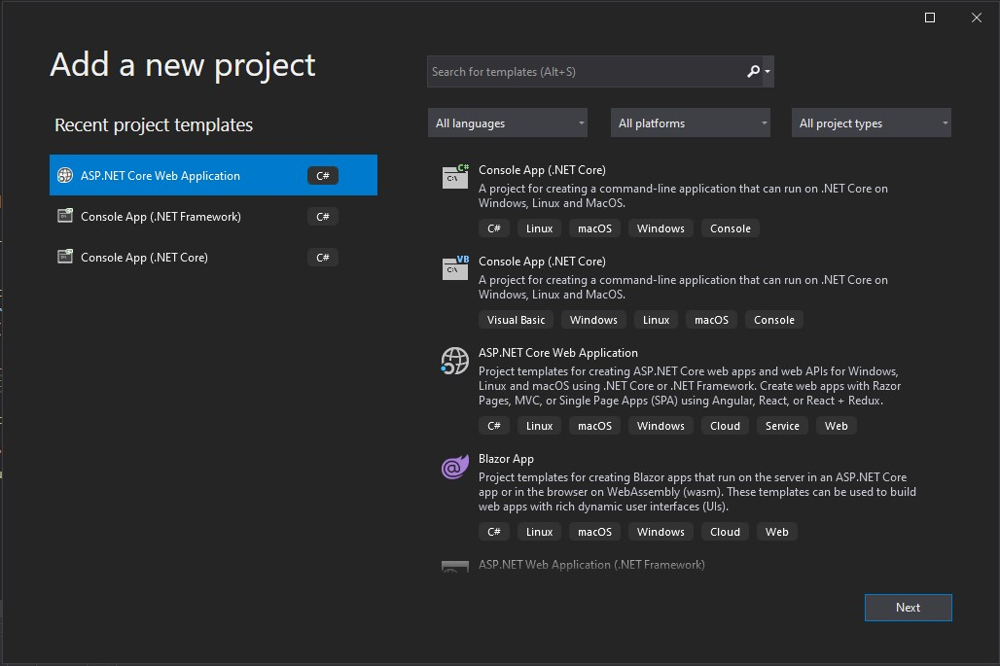 Add a new project
Search for templates (Alt+S)
Recent project templates
All languages
All platforms
All project types
ASP.NET Core Web Application
C#
Console App (.NET Framework)
C#
Console App (.NET Core)
C#
C#
C:\
Console App (.NET Core)
A project for creating a command-line application that can run on .NET Core on
Windows, Linux and MacOS.
C# Linux macOS Windows Console
VB
C:\
Console App (.NET Core)
A project for creating a command-line application that can run on .NET Core on
Windows, Linux and MacOS.
Visual Basic Windows Linux macOS Console
ASP.NET Core Web Application
Project templates for creating ASP.NET Core web apps and web APIs for Windows,
Linux and macOS using .NET Core or .NET Framework. Create web apps with Razor
Pages, MVC, or Single Page Apps (SPA) using Angular, React, or React + Redux.
C# Linux macOS Windows Cloud Service Web
Blazor App
Project templates for creating Blazor apps that run on the server in an ASP.NET Core
app or in the browser on WebAssembly (wasm). These templates can be used to build
web apps with rich dynamic user interfaces (UIs).
C# Linux macOS Windows Cloud Web
ASP.NET Web Application (.NET Framework)
Next